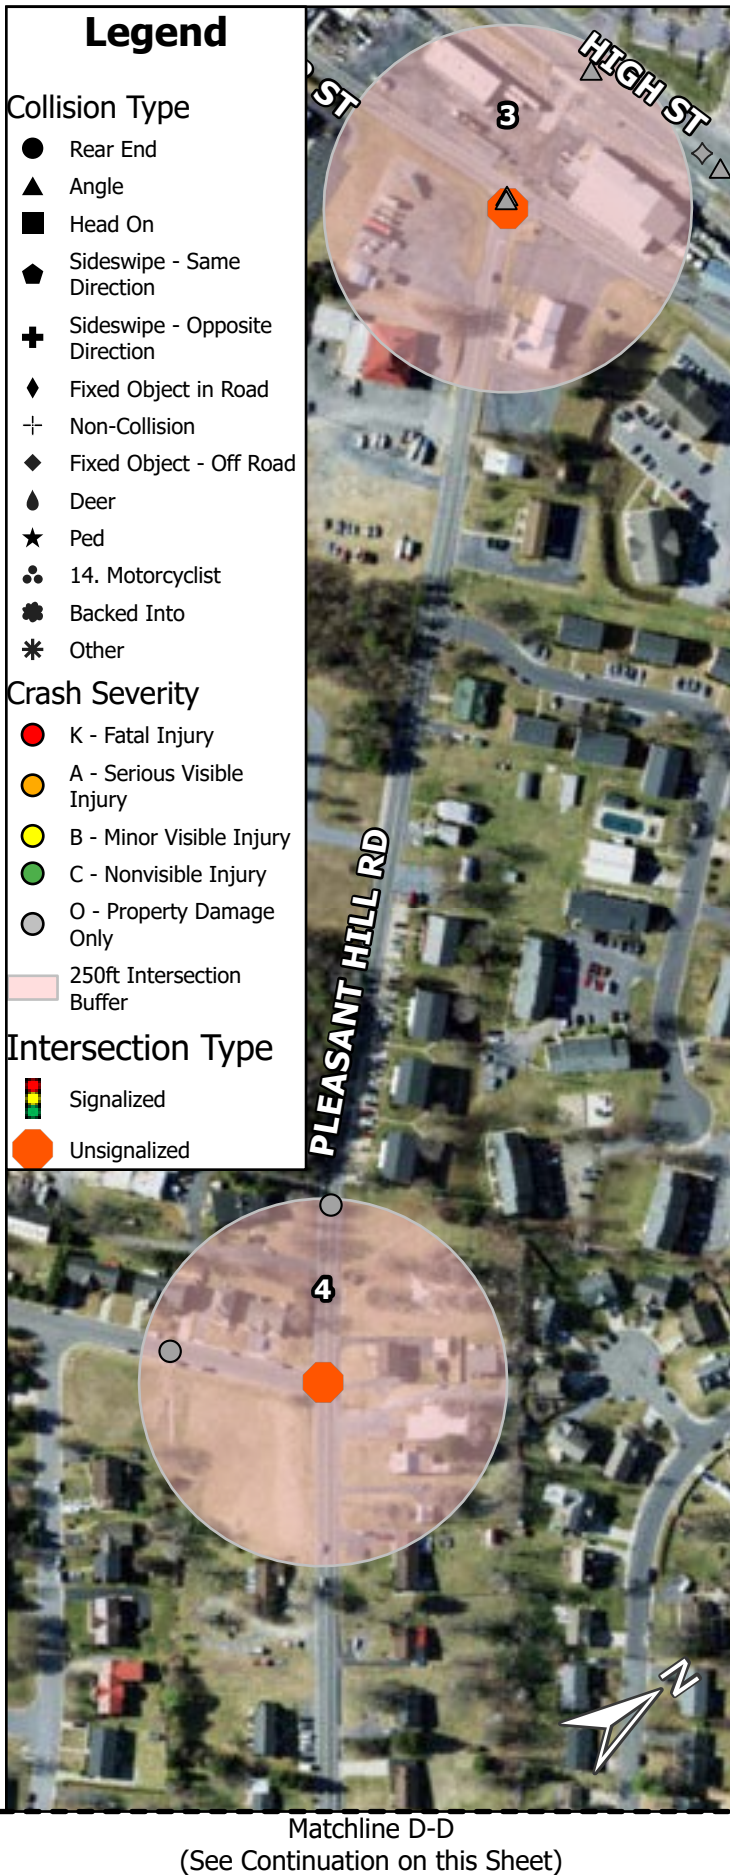 Legend
Collision Type
Rear End
Angle
Head On
Sideswipe - Same
Direction
Sideswipe - Opposite
Direction
Fixed Object in Road
Non-Collision
Fixed Object - Off Road
Deer
Ped
14. Motorcyclist
Backed Into
Other
Crash Severity
K - Fatal Injury
A - Serious Visible
Injury
B - Minor Visible Injury
C - Nonvisible Injury
O - Property Damage
Only
250ft Intersection
Buffer
Intersection Type
Signalized
Unsignalized
ST
HIGH ST
3
PLEASANT HILL RD
4
N
Matchline D-D
(See Continuation on this Sheet)